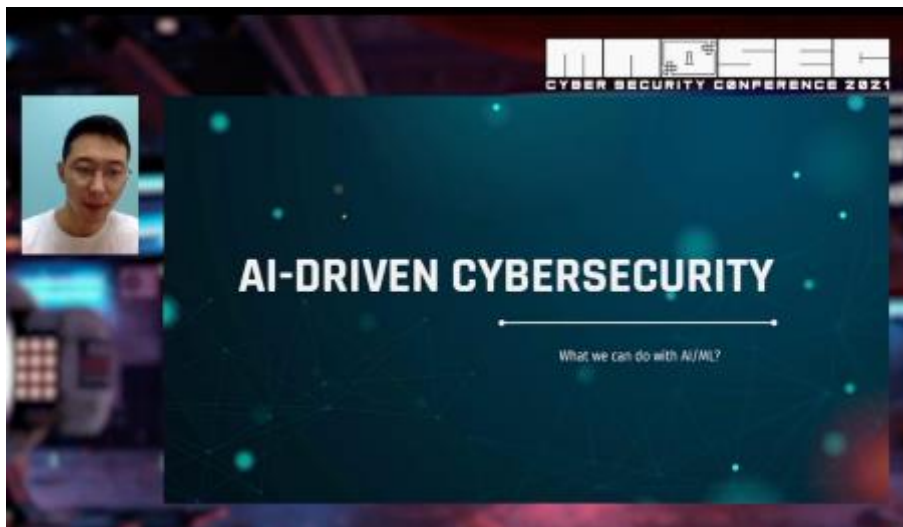 CYBER SECURITY CONFERENCE 2021
AI-DRIVEN CYBERSECURITY
What we can do with AI/ML?